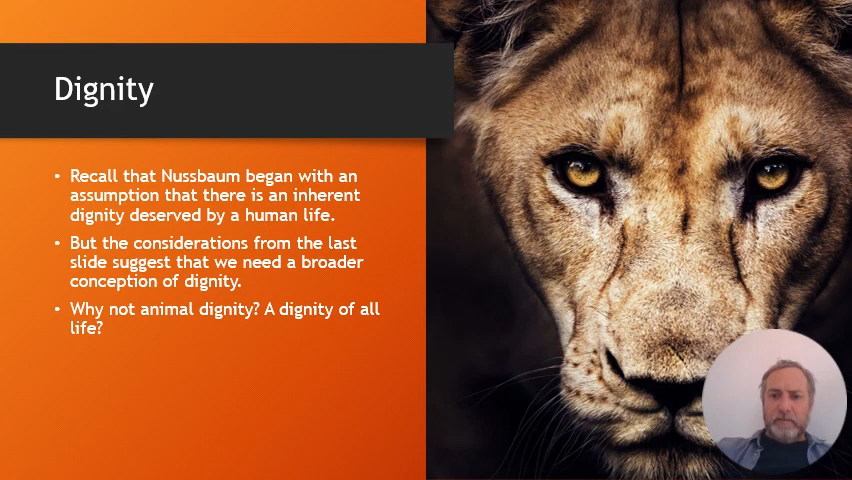 Dignity
• Recall that Nussbaum began with an
assumption that there is an inherent
dignity deserved by a human life.
• But the considerations from the last
slide suggest that we need a broader
conception of dignity.
• Why not animal dignity? A dignity of all
life?